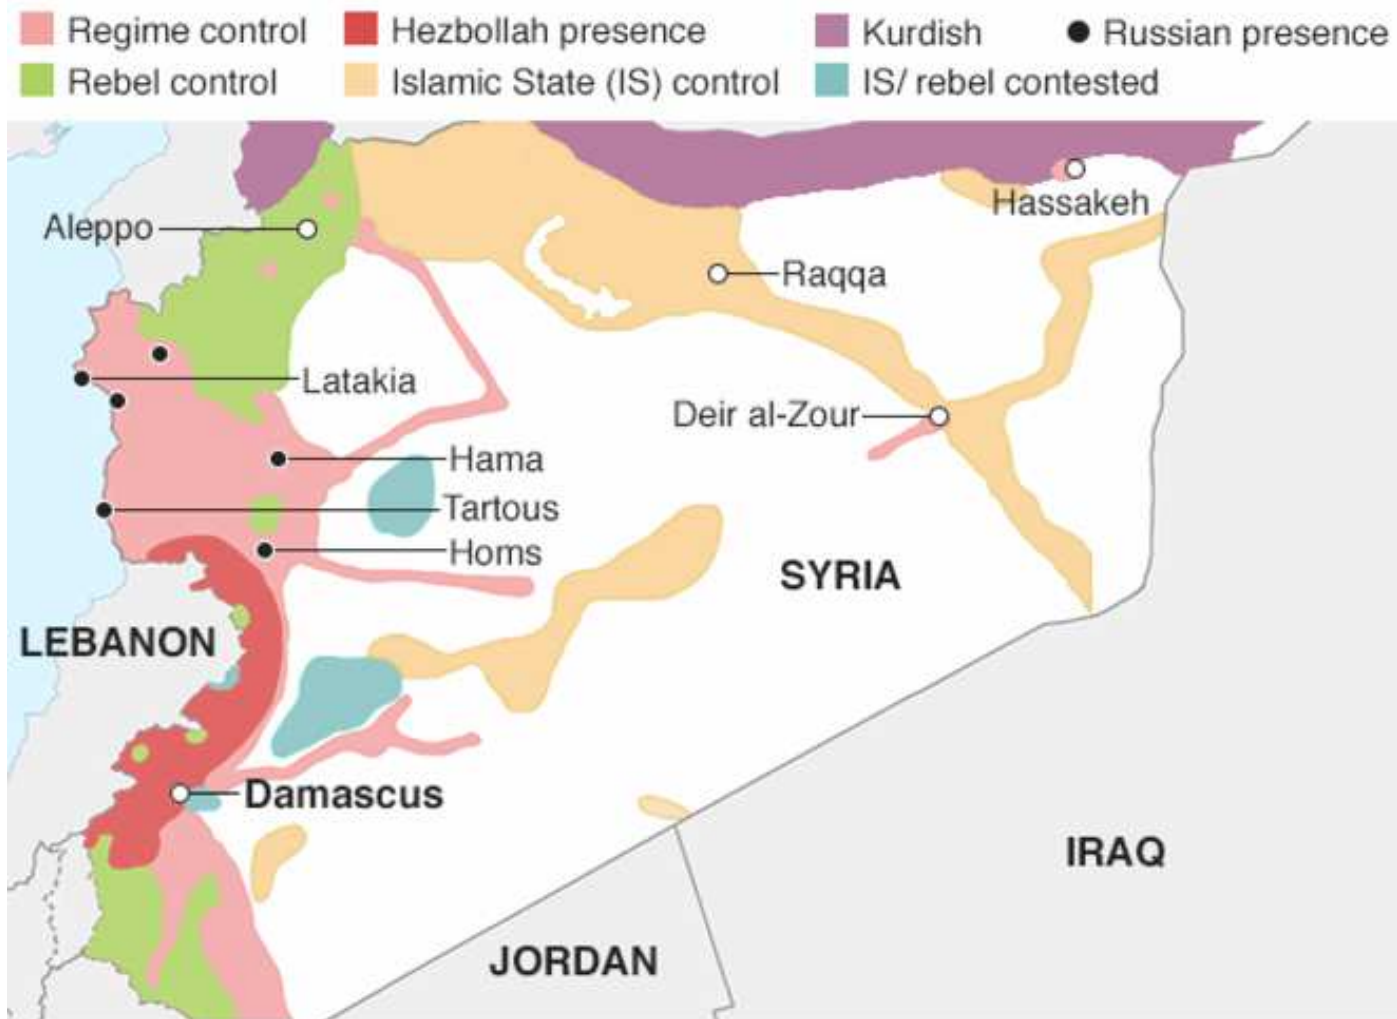 Regime control
Hezbollah presence
Kurdish
Russian presence
Rebel control
Islamic State (IS) control
IS/ rebel contested
Hassakeh
Aleppo
Raqqa
Latakia
Deir al-Zour
Hama
Tartous
Homs
SYRIA
LEBANON
Damascus
IRAQ
JORDAN